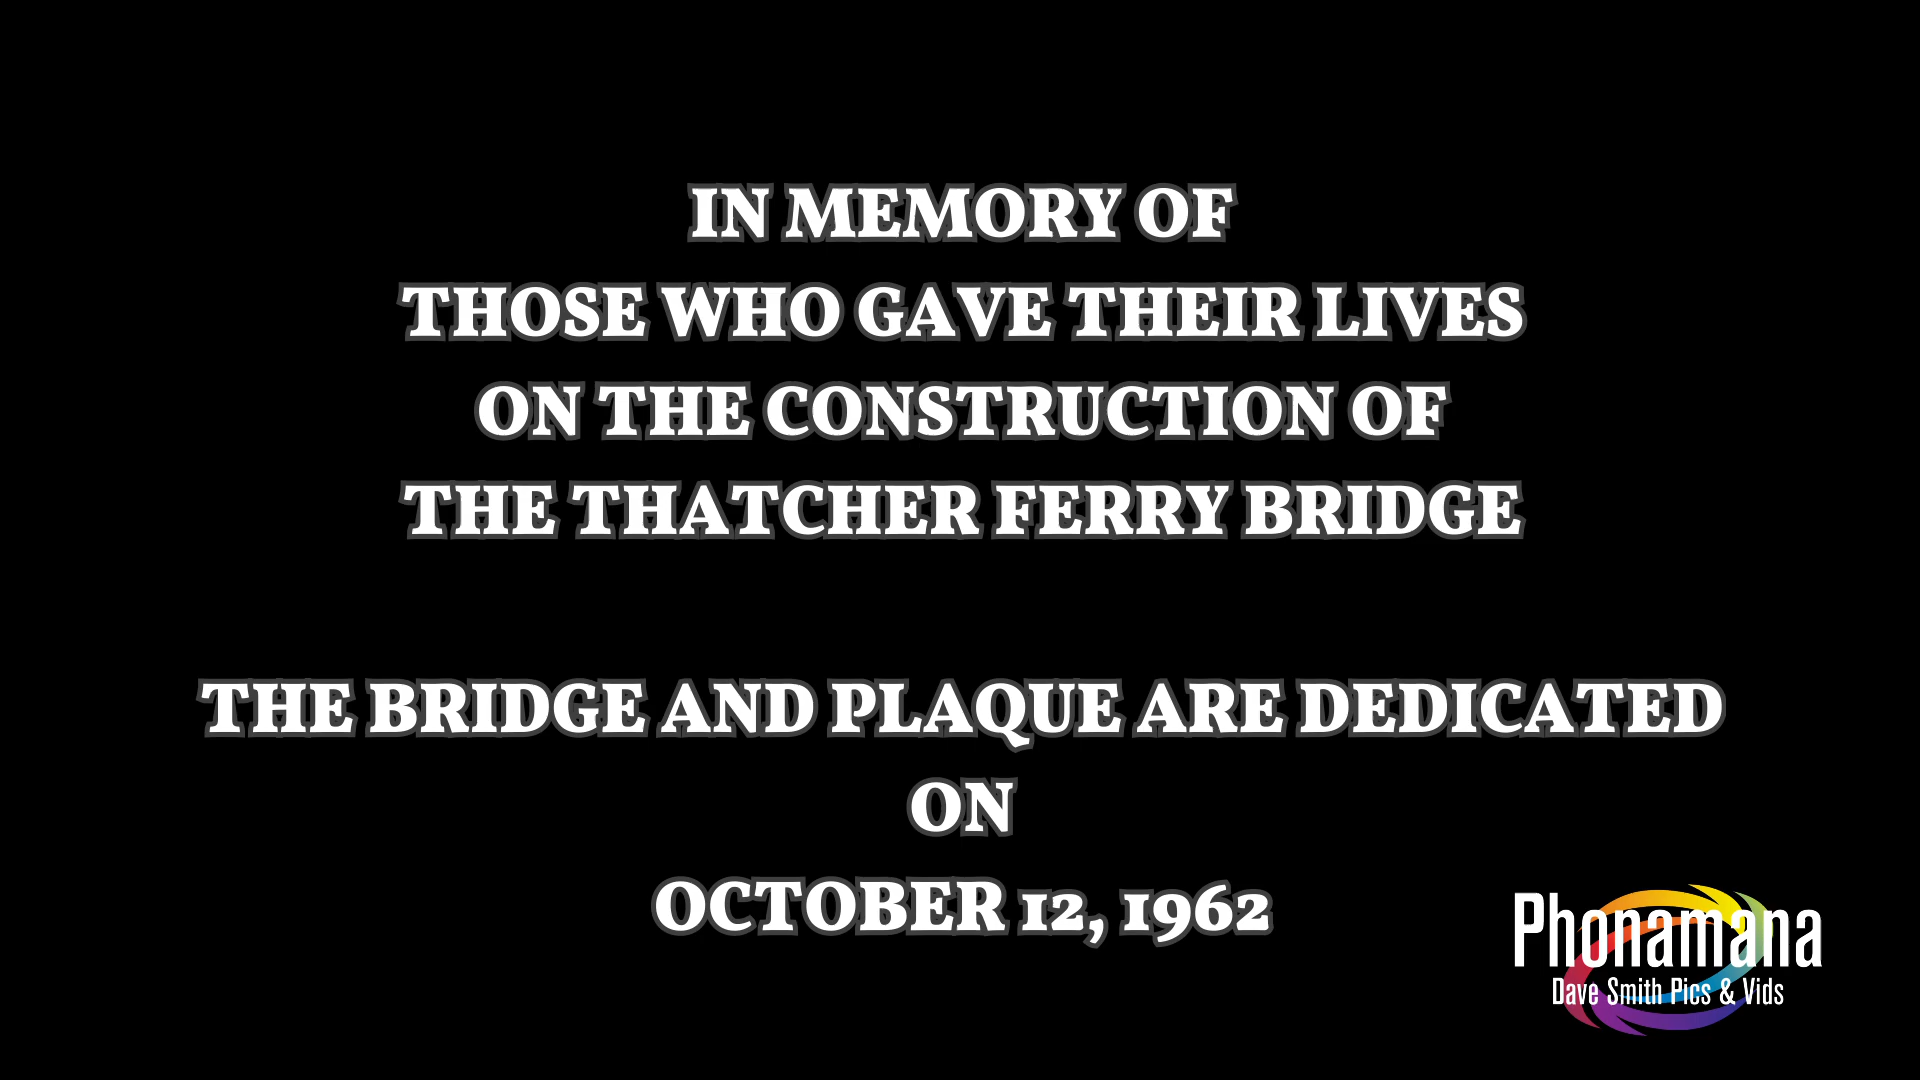 IN MEMORY OF
THOSE WHO GAVE THEIR LIVES
ON THE CONSTRUCTION OF
THE THATCHER FERRY BRIDGE
THE BRIDGE AND PLAQUE ARE DEDICATED
ON
OCTOBER 12, 1962
Phonamana
Dave Smith Pics & Vids